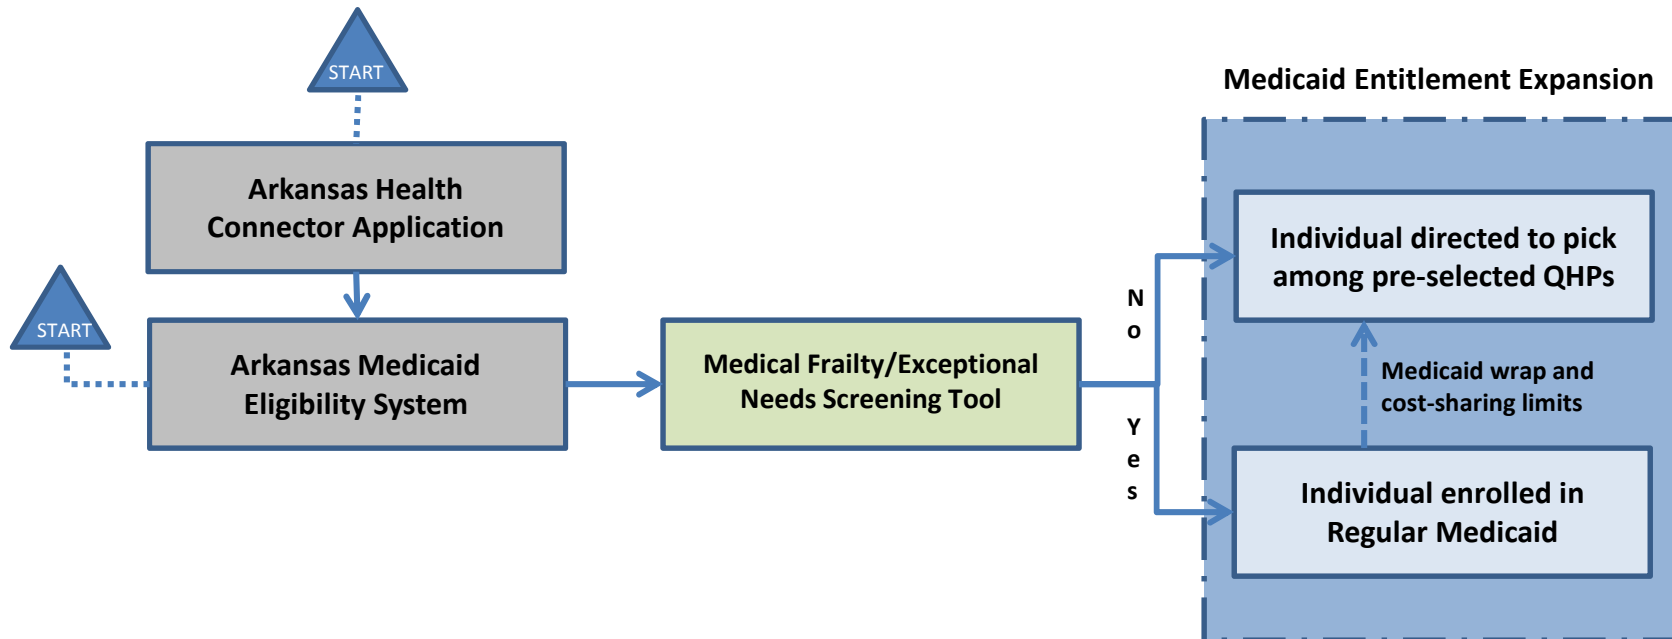 START
Medicaid Entitlement Expansion
Arkansas Health
Connector Application
START
Arkansas Medicaid
Eligibility System
Medical Frailty/Exceptional
Needs Screening Tool
No
Yes
Individual directed to pick
among pre-selected QHPs
Medicaid wrap and
cost-sharing limits
Individual enrolled in
Regular Medicaid